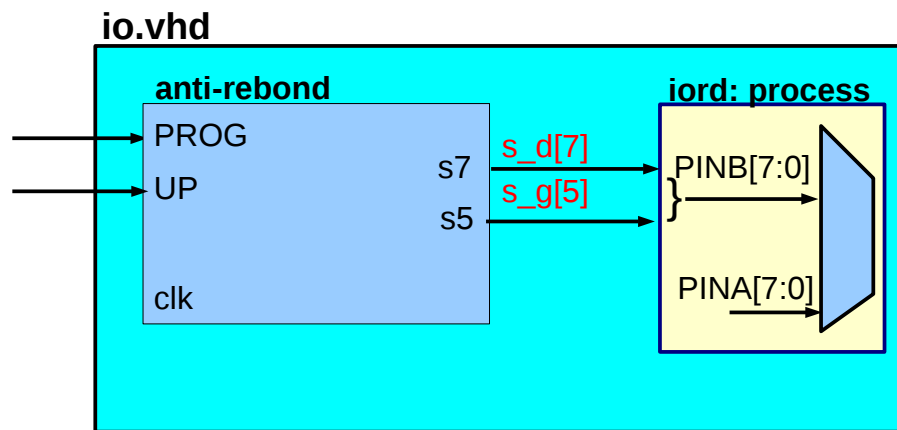 io.vhd
anti-rebond
iord: process
PROG
UP
s7
s5
clk
s_d[7]
s_g[5]
PINB[7:0]
}
PINA[7:0]